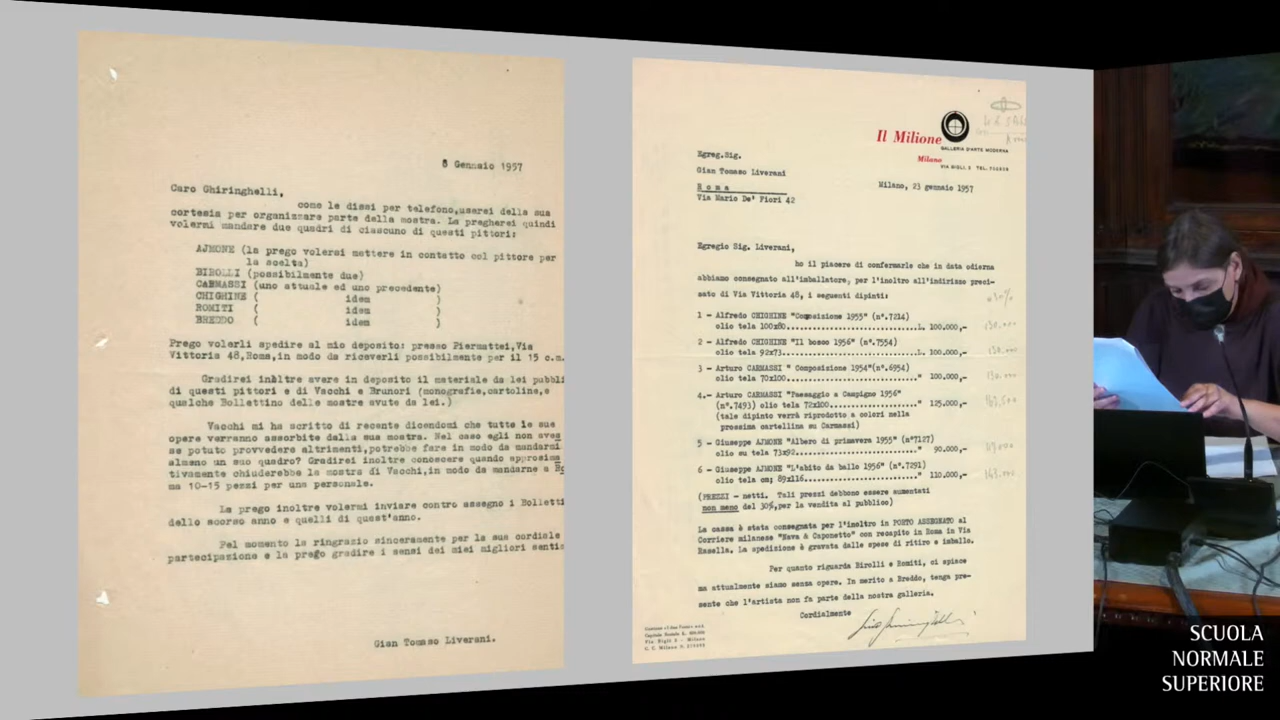 8 Gennaio 1957
Caro Ghiringhelli,
come le dissi per telefono,userei della sua
cortesia per organizzare parte della mostra. La pregherei quindi
volermi mandare due quadri di ciascuno di questi pittori:
AJMONE (la prego volersi mettere in contatto col pittore per
la scelta)
BIROLLI (possibilmente due)
CARMASSI (uno attuale ed uno precedente)
CHIGHINE ( idem )
ROMITI ( idem )
BREDDO ( idem )
Prego volerli spedire al mio deposito: presso Piermattei,Via
Vittoria 48,Roma,in modo da riceverli possibilmente per il 15 c.m.
Gradirei inoltre avere in deposito il materiale da lei pubbli
di questi pittori e di Vacchi e Brunori (monografie,cartoline,e
qualche Bollettino delle mostre avute da lei.)
Vacchi mi ha scritto di recente dicendomi che tutte le sue
opere verranno assorbite dalla sua mostra. Nel caso egli non aves
se potuto provvedere altrimenti,potrebbe fare in modo da mandarmi
almeno un suo quadro? Gradirei inoltre conoscere quando approssima
tivamente chiuderebbe la mostra di Vacchi,in modo da mandarne a
ma 10-15 pezzi per una personale.
La prego inoltre volermi inviare contro assegno i Bollett
dello scorso anno e quelli di quest'anno.
Pel momento la ringrazio sinceramente per la sua cordiale
partecipazione e la prego gradire i sensi dei miei migliori senti
Gian Tomaso Liverani.
Il Milione
GALLERIA D'ARTE MODERNA
Milano
VIA BIGLI 2 TEL.
Egreg.Sig.
Gian Tomaso Liverani
Roma
Via Mario De' Fiori 42
Milano, 23 gennaio 1957
Egregio Sig. Liverani,
ho il piacere di confermarle che in data odierna
abbiamo consegnato all'imballatore, per l'inoltro all'indirizzo preci-
sato di Via Vittoria 48, i seguenti dipinti:
1 - Alfredo CHIGHINE "Composizione 1955" (n°.7214)
olio tela 100x80....................L. 100.000,-
2 - Alfredo CHIGHINE "Il bosco 1956" (n°.7554)
olio tela 92x73.....................L. 100.000,-
3 - Arturo CARMASSI " Composizione 1954"(n°.6954)
olio tela 70x100...................." 100.000,-
4.- Arturo CARMASSI "Paesaggio a Campigno 1956"
(n°.7493) olio tela 72x100.........." 125.000,-
(tale dipinto verrà riprodotto a colori nella
prossima cartellina su Carmassi)
5 - Giuseppe AJMONE "Albero di primavera 1955" (n°7127)
olio su tela 73x92.................." 90.000,-
6 - Giuseppe AJMONE "L'abito da ballo 1956" (n°.7291)
olio tela cm; 89x116................" 110.000,-
(PREZZI - netti. Tali prezzi debbono essere aumentati
non meno del 30%,per la vendita al pubblico)
La cassa è stata consegnata per l'inoltro in PORTO ASSEGNATO al
Corriere milanese "Nava & Caponetto" con recapito in Roma in Via
Rasella. La spedizione è gravata dalle spese di ritiro e imballo.
Per quanto riguarda Birolli e Romiti, ci spiace
ma attualmente siamo senza opere. In merito a Breddo, tenga pre-
sente che l'artista non fa parte della nostra galleria.
Cordialmente
Via Bigli 2 - Milano
SCUOLA
NORMALE
SUPERIORE